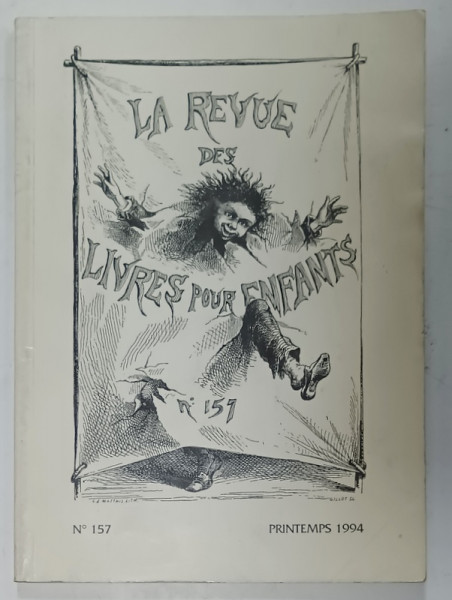 LA REVUE
DES
LIVRES POUR ENFANTS
N° 157
N° 157
PRINTEMPS 1994